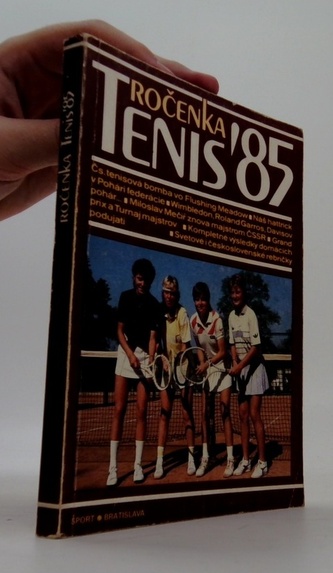 ROČENKA TENIS '85
ROČENKA
TENIS '85
Čs. tenisova bomba vo Flushing Meadow ■ Náš hattrick
v Pohári federácie ■ Wimbledon, Roland Garros, Davisov
pohár... ■ Miloslav Mečíř znova majstrom ČSSR ■ Grand
prix a Turnaj majstrov ■ Kompletné výsledky domácich
podujatí ■ Svetové i československé rebríčky
ŠPORT ■ BRATISLAVA